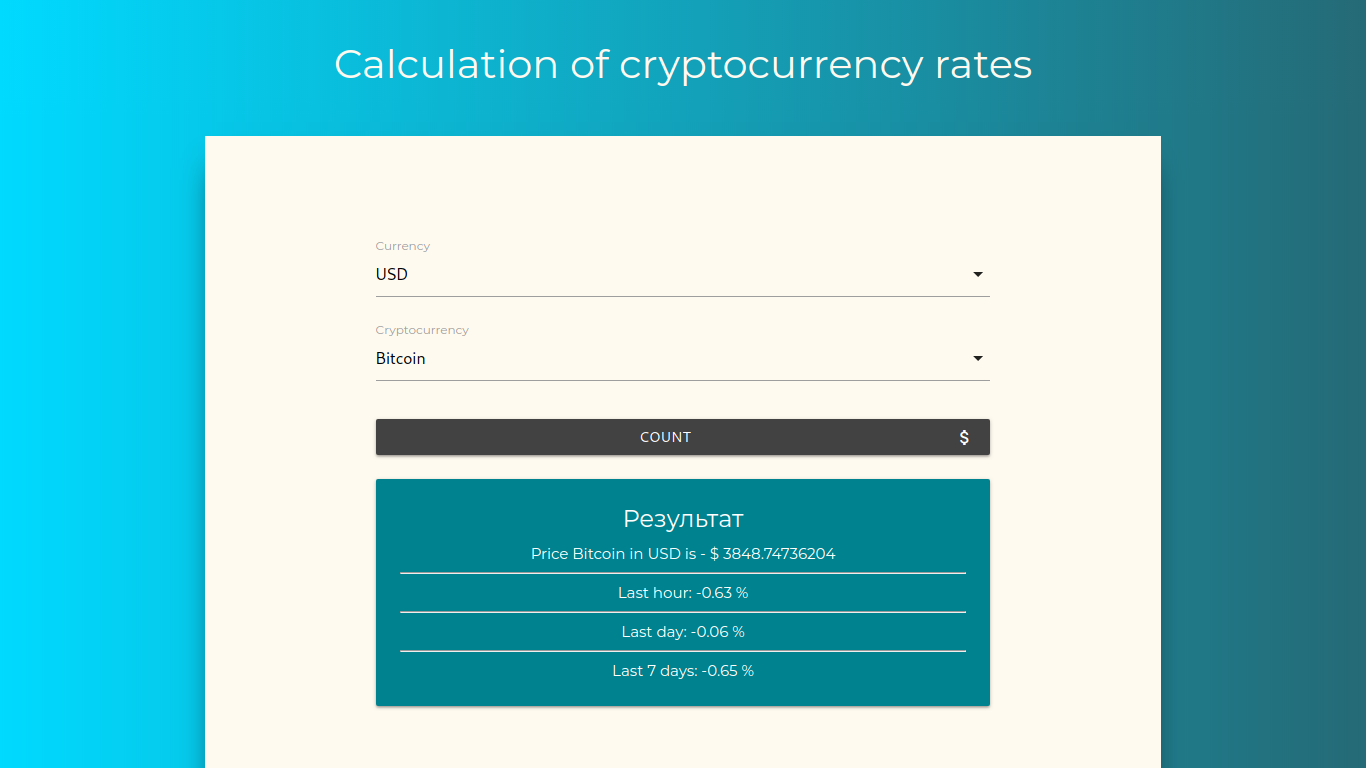 Calculation of cryptocurrency rates
Currency
USD
Cryptocurrency
Bitcoin
COUNT $
Результат
Price Bitcoin in USD is - $ 3848.74736204
Last hour: -0.63 %
Last day: -0.06 %
Last 7 days: -0.65 %